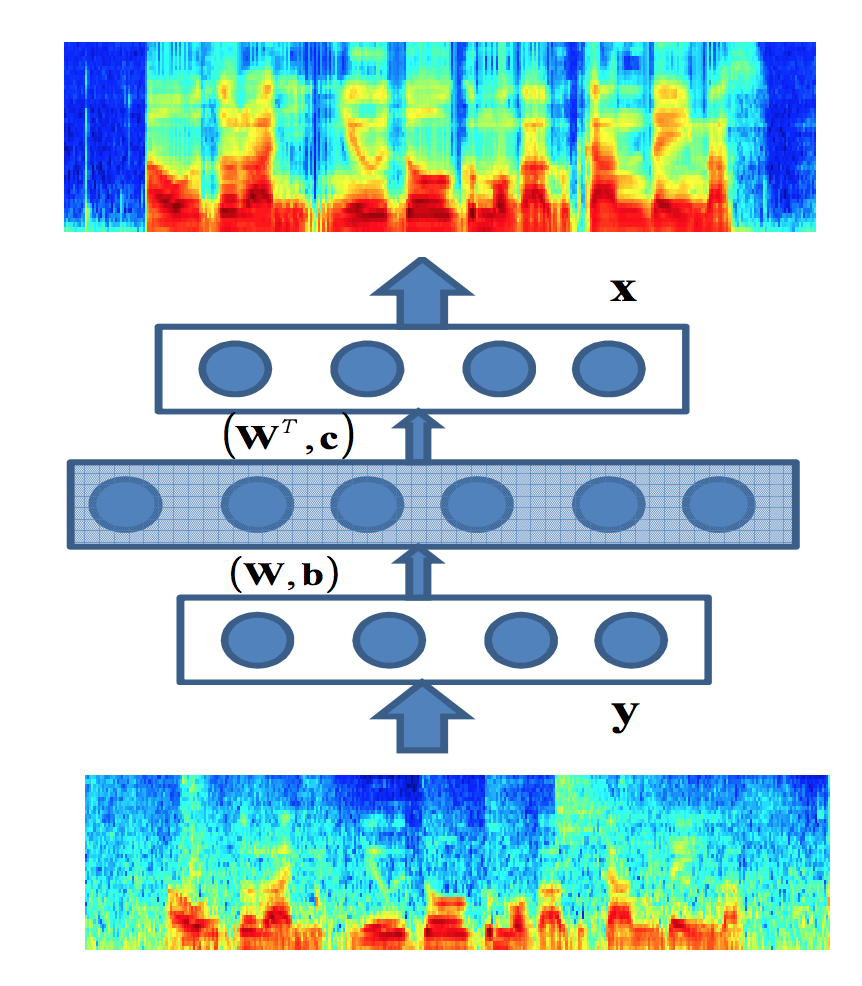 x
(W^T, c)
(W, b)
y